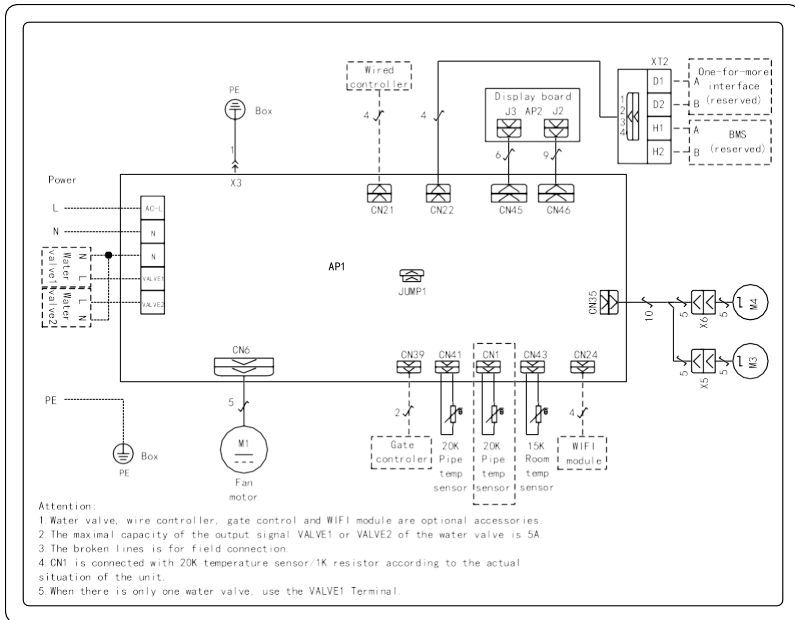 Wired
controller
XT2
One-for-more
interface
(reserved)
D1
A
D2
B
H1
A
BMS
(reserved)
H2
B
1
2
3
4
PE
Box
4
4
Display board
J3 AP2 J2
6
9
1
X3
CN21
CN22
CN45
CN46
Power
L
AC-L
N
N
Water
valve1
N
N
L
VALVE1
Water
valve2
L
VALVE2
N
AP1
JUMP1
CN35
10
5
X6
5
M4
5
X5
5
M3
CN6
CN39
CN41
CN1
CN43
CN24
PE
5
2
4
M1
Fan
motor
Box
PE
Gate
controler
20K
Pipe
temp
sensor
20K
Pipe
temp
sensor
15K
Room
temp
sensor
WIFI
module
Attention:
1. Water valve, wire controller, gate control and WIFI module are optional accessories.
2. The maximal capacity of the output signal VALVE1 or VALVE2 of the water valve is 5A.
3. The broken lines is for field connection.
4. CN1 is connected with 20K temperature sensor/1K resistor according to the actual
situation of the unit.
5. When there is only one water valve, use the VALVE1 Terminal.